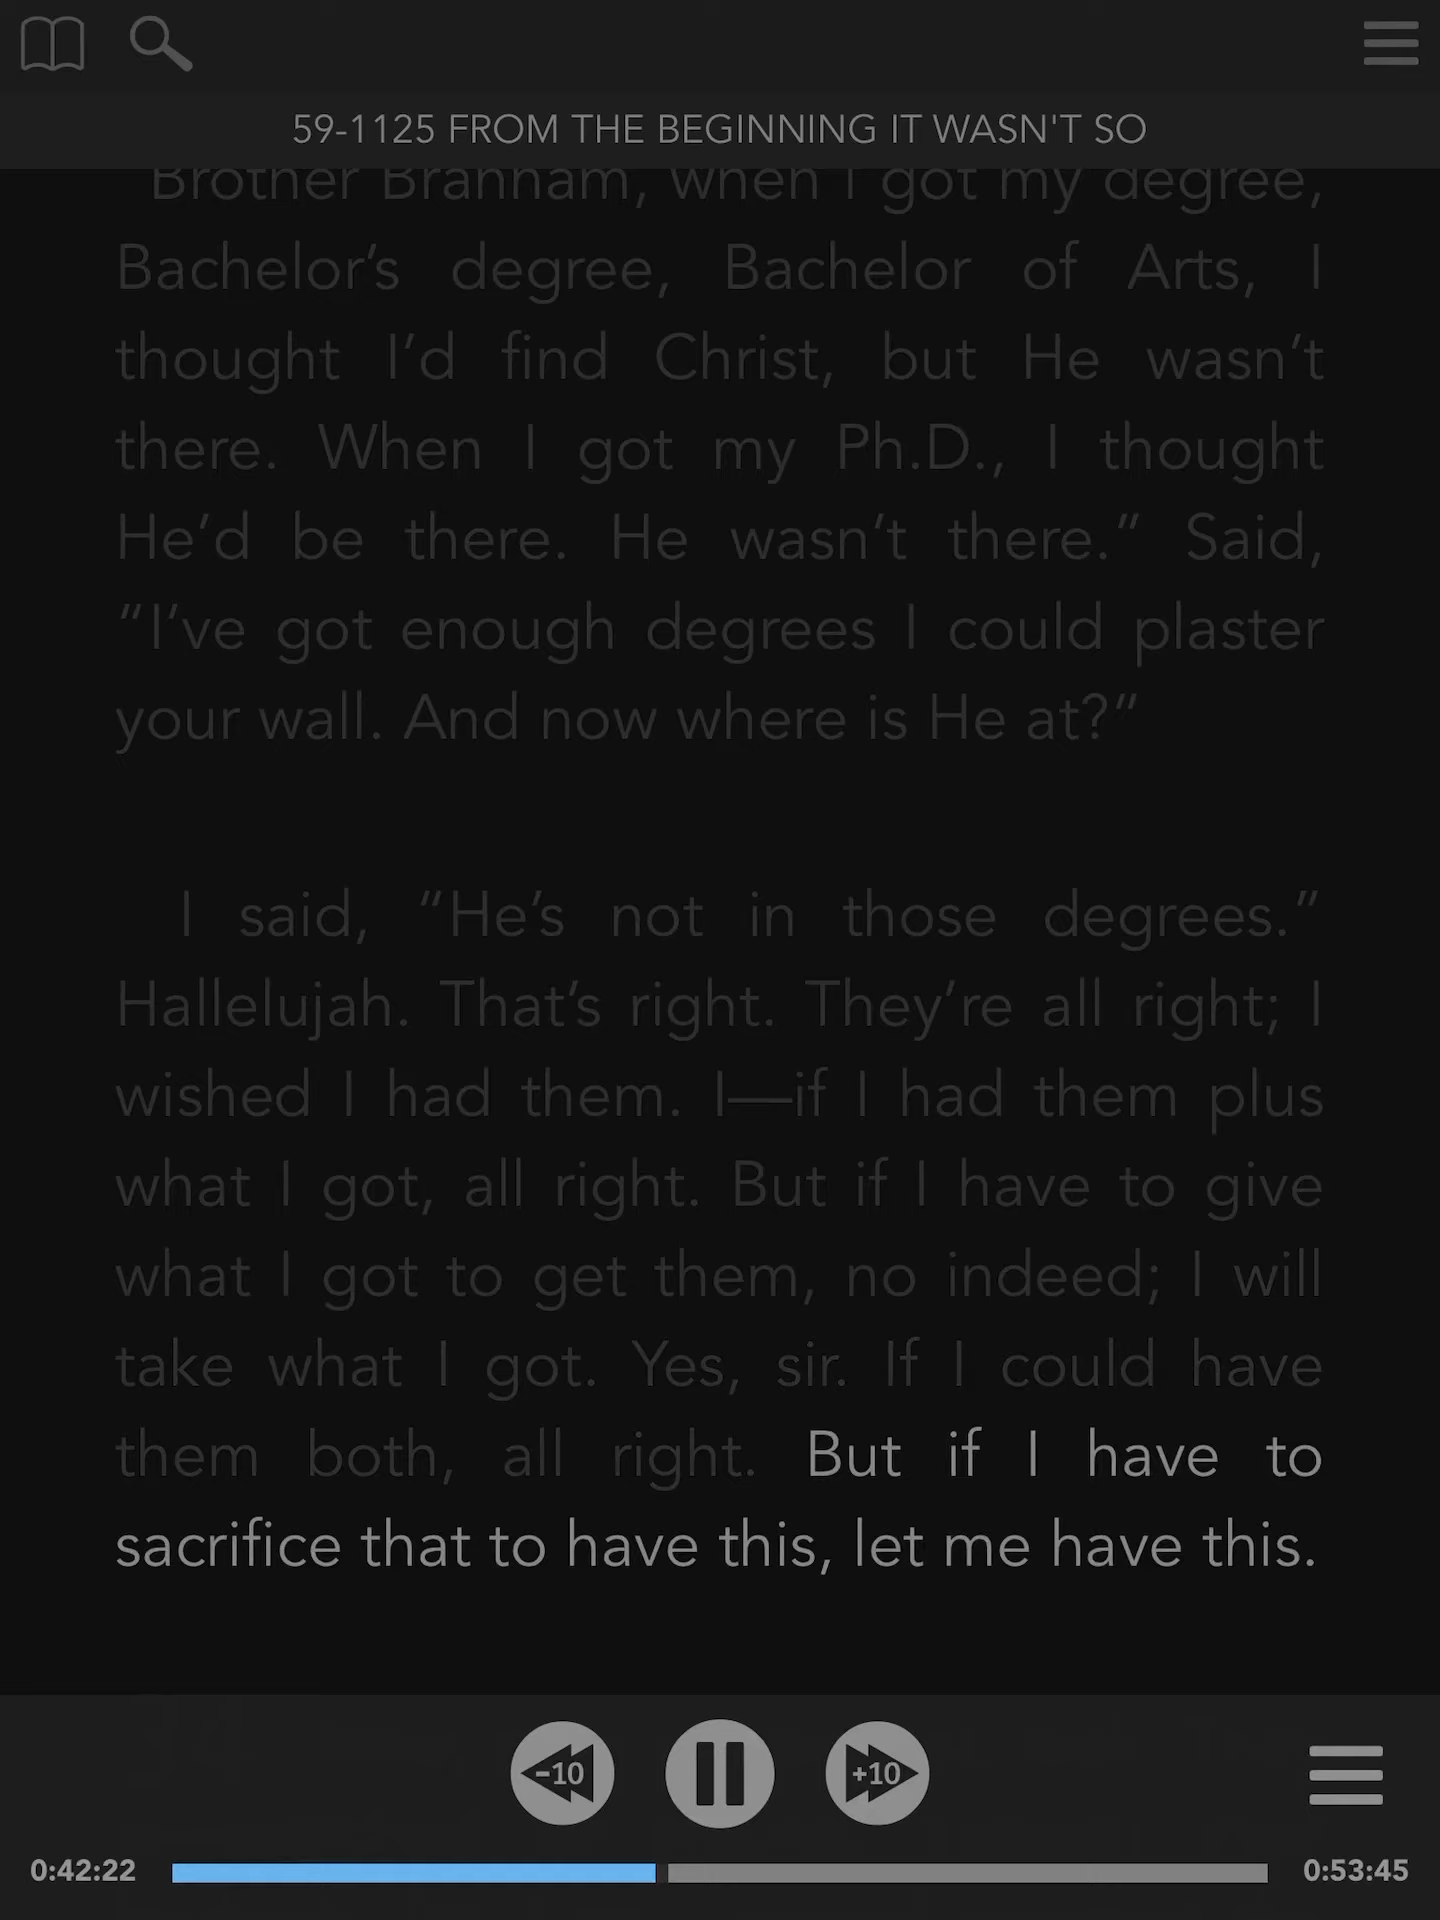 59-1125 FROM THE BEGINNING IT WASN'T SO
Brother Branham, when I got my degree,
Bachelor’s degree, Bachelor of Arts, I
thought I’d find Christ, but He wasn’t
there. When I got my Ph.D., I thought
He’d be there. He wasn’t there.” Said,
“I’ve got enough degrees I could plaster
your wall. And now where is He at?”
I said, “He’s not in those degrees.”
Hallelujah. That’s right. They’re all right; I
wished I had them. I—if I had them plus
what I got, all right. But if I have to give
what I got to get them, no indeed; I will
take what I got. Yes, sir. If I could have
them both, all right. But if I have to
sacrifice that to have this, let me have this.
-10 +10
0:42:22 0:53:45